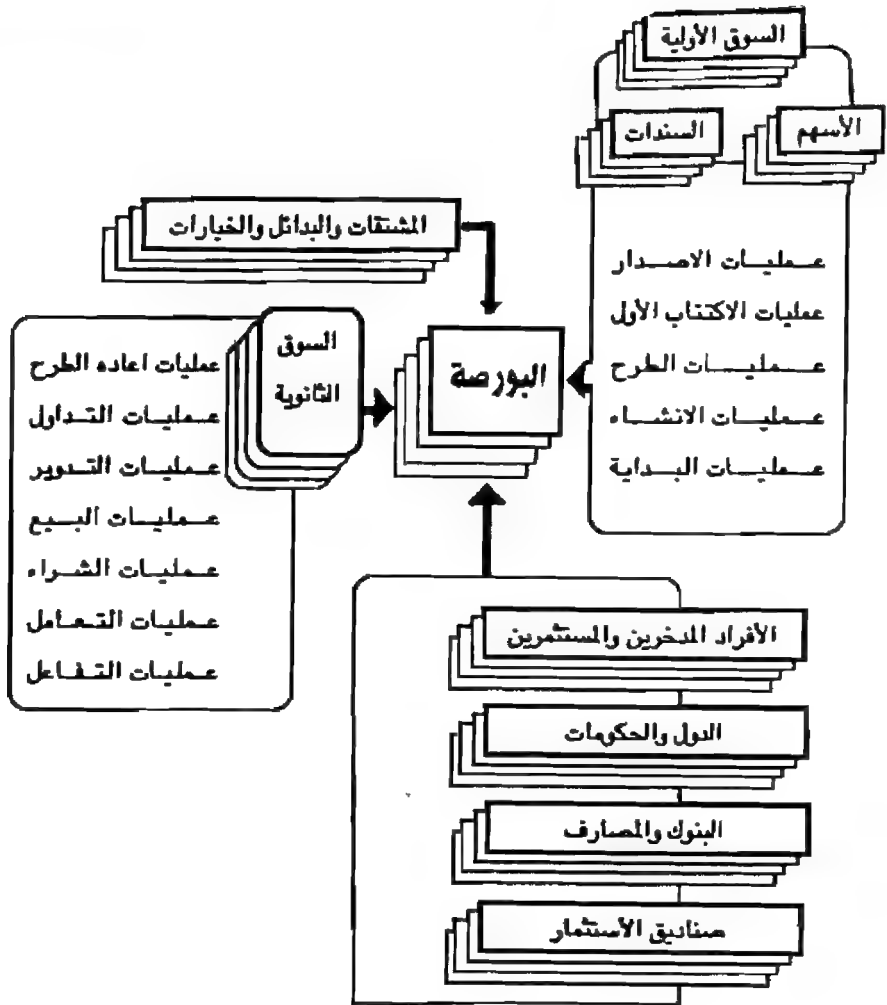 السوق الأولية
الأسهم
السندات
عمليات الاصدار
عمليات الاكتتاب الأول
عمليات الطرح
عمليات الانشاء
عمليات البداية
المشتقات والبدائل والخيارات
البورصة
السوق
الثانوية
عمليات اعاده الطرح
عمليات التداول
عمليات التدوير
عمليات البيع
عمليات الشراء
عمليات التعامل
عمليات التفاعل
الأفراد المدخرين والمستثمرين
الدول والحكومات
البنوك والمصارف
صناديق الأستثمار